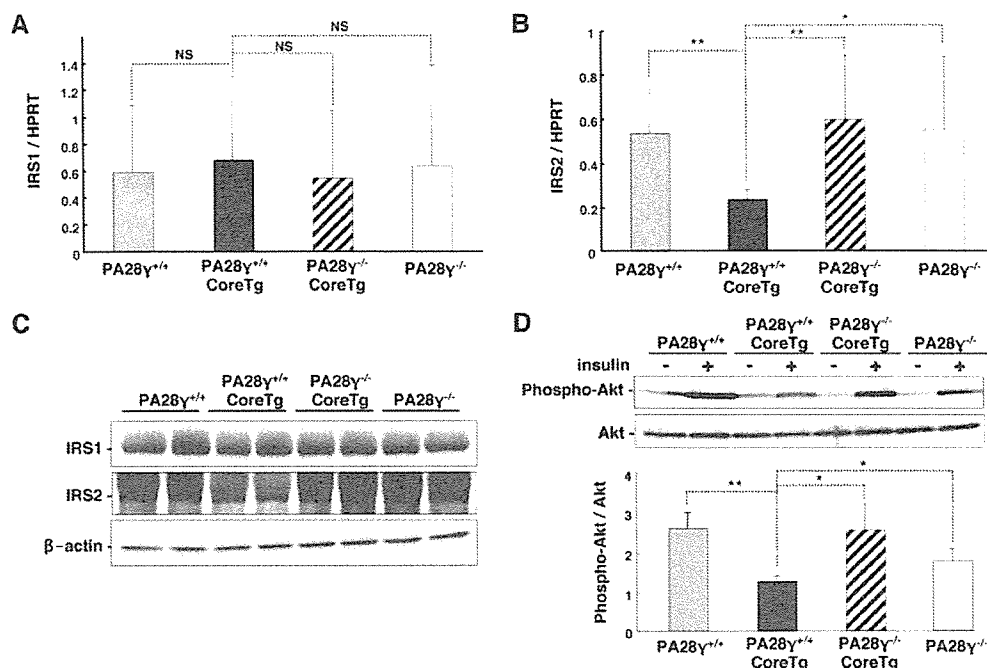 A
NS
NS
NS
IRS1 / HPRT
1.4
1.2
1
0.8
0.6
0.4
0.2
0
PA28γ+/+
PA28γ+/+ CoreTg
PA28γ-/- CoreTg
PA28γ-/-
B
*
**
**
IRS2 / HPRT
1
0.8
0.6
0.4
0.2
0
PA28γ+/+
PA28γ+/+ CoreTg
PA28γ-/- CoreTg
PA28γ-/-
C
PA28γ+/+
PA28γ+/+ CoreTg
PA28γ-/- CoreTg
PA28γ-/-
IRS1 -
IRS2 -
β-actin -
D
PA28γ+/+
PA28γ+/+ CoreTg
PA28γ-/- CoreTg
PA28γ-/-
insulin - + - + - + - +
Phospho-Akt -
Akt -
*
**
*
Phospho-Akt / Akt
4
3
2
1
0
PA28γ+/+
PA28γ+/+ CoreTg
PA28γ-/- CoreTg
PA28γ-/-